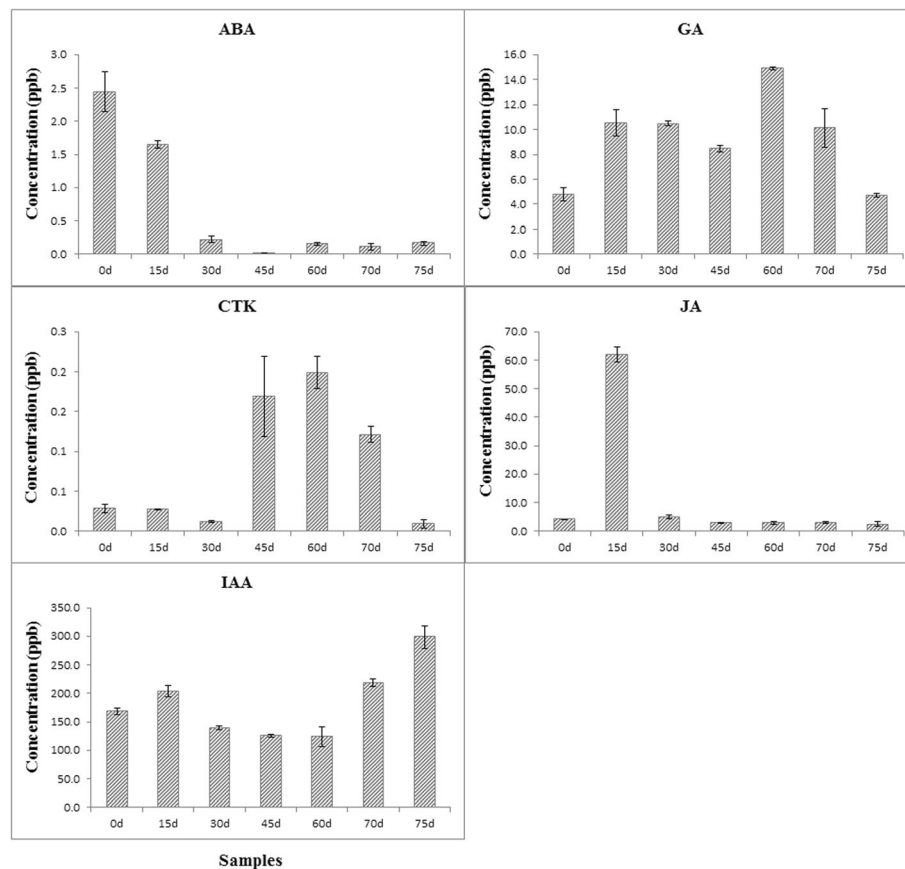 ABA
Concentration (ppb)
3.0
2.5
2.0
1.5
1.0
0.5
0.0
0d 15d 30d 45d 60d 70d 75d
GA
Concentration (ppb)
16.0
14.0
12.0
10.0
8.0
6.0
4.0
2.0
0.0
0d 15d 30d 45d 60d 70d 75d
CTK
Concentration (ppb)
0.3
0.2
0.2
0.1
0.1
0.0
0d 15d 30d 45d 60d 70d 75d
JA
Concentration (ppb)
70.0
60.0
50.0
40.0
30.0
20.0
10.0
0.0
0d 15d 30d 45d 60d 70d 75d
IAA
Concentration (ppb)
350.0
300.0
250.0
200.0
150.0
100.0
50.0
0.0
0d 15d 30d 45d 60d 70d 75d
Samples